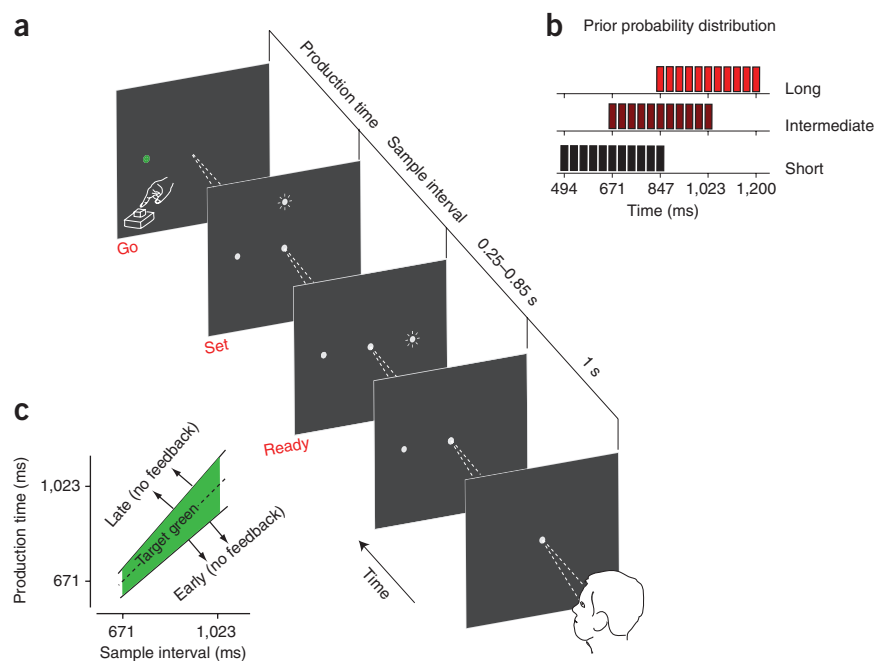 a
Production time
Sample interval
0.25–0.85 s
1 s
Go
Set
Ready
Time
b
Prior probability distribution
Long
Intermediate
Short
494 671 847 1,023 1,200
Time (ms)
c
Production time (ms)
1,023
671
Late (no feedback)
Target green
Early (no feedback)
671 1,023
Sample interval (ms)